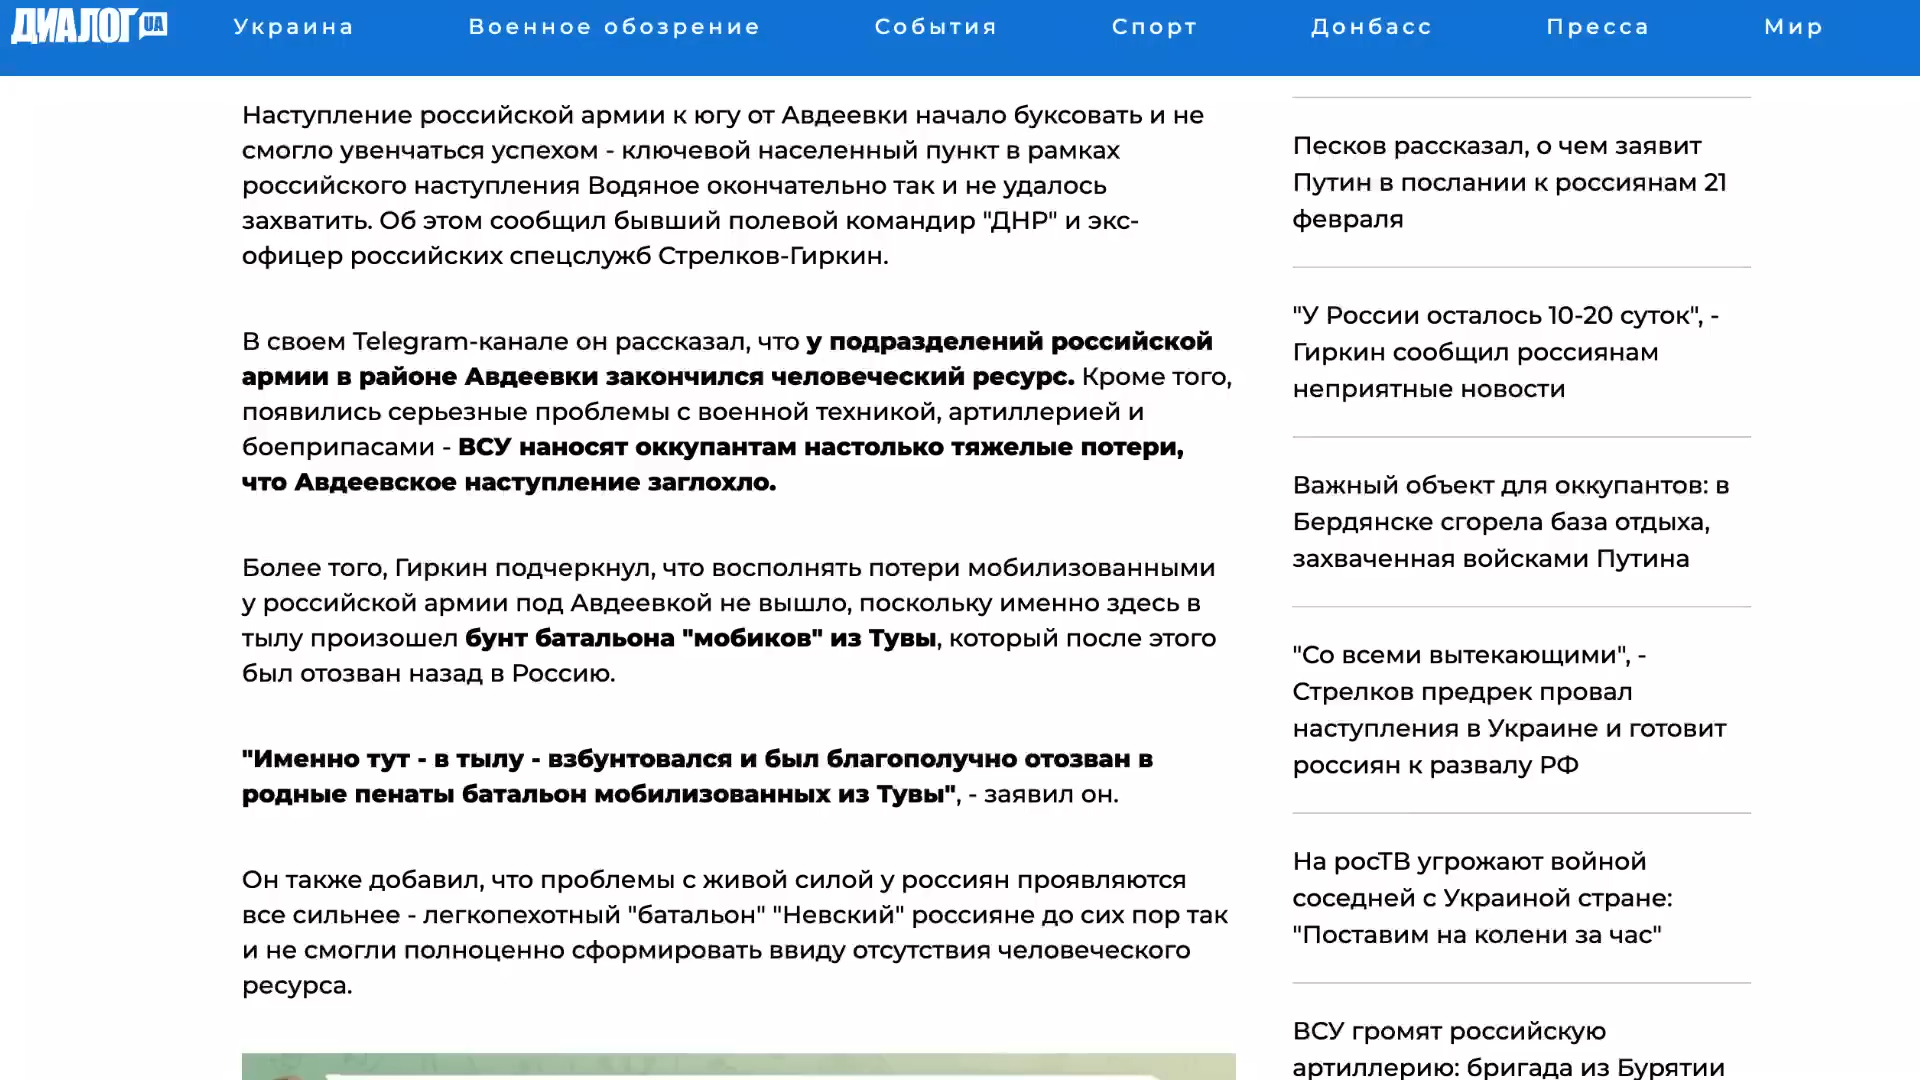 ДИАЛОГ UA
Украина
Военное обозрение
События
Спорт
Донбасс
Пресса
Мир
Наступление российской армии к югу от Авдеевки начало буксовать и не
смогло увенчаться успехом - ключевой населенный пункт в рамках
российского наступления Водяное окончательно так и не удалось
захватить. Об этом сообщил бывший полевой командир "ДНР" и экс-
офицер российских спецслужб Стрелков-Гиркин.
В своем Telegram-канале он рассказал, что у подразделений российской
армии в районе Авдеевки закончился человеческий ресурс. Кроме того,
появились серьезные проблемы с военной техникой, артиллерией и
боеприпасами - ВСУ наносят оккупантам настолько тяжелые потери,
что Авдеевское наступление заглохло.
Более того, Гиркин подчеркнул, что восполнять потери мобилизованными
у российской армии под Авдеевкой не вышло, поскольку именно здесь в
тылу произошел бунт батальона "мобиков" из Тувы, который после этого
был отозван назад в Россию.
"Именно тут - в тылу - взбунтовался и был благополучно отозван в
родные пенаты батальон мобилизованных из Тувы", - заявил он.
Он также добавил, что проблемы с живой силой у россиян проявляются
все сильнее - легкопехотный "батальон" "Невский" россияне до сих пор так
и не смогли полноценно сформировать ввиду отсутствия человеческого
ресурса.
Песков рассказал, о чем заявит
Путин в послании к россиянам 21
февраля
"У России осталось 10-20 суток", -
Гиркин сообщил россиянам
неприятные новости
Важный объект для оккупантов: в
Бердянске сгорела база отдыха,
захваченная войсками Путина
"Со всеми вытекающими", -
Стрелков предрек провал
наступления в Украине и готовит
россиян к развалу РФ
На росТВ угрожают войной
соседней с Украиной стране:
"Поставим на колени за час"
ВСУ громят российскую
артиллерию: бригада из Бурятии